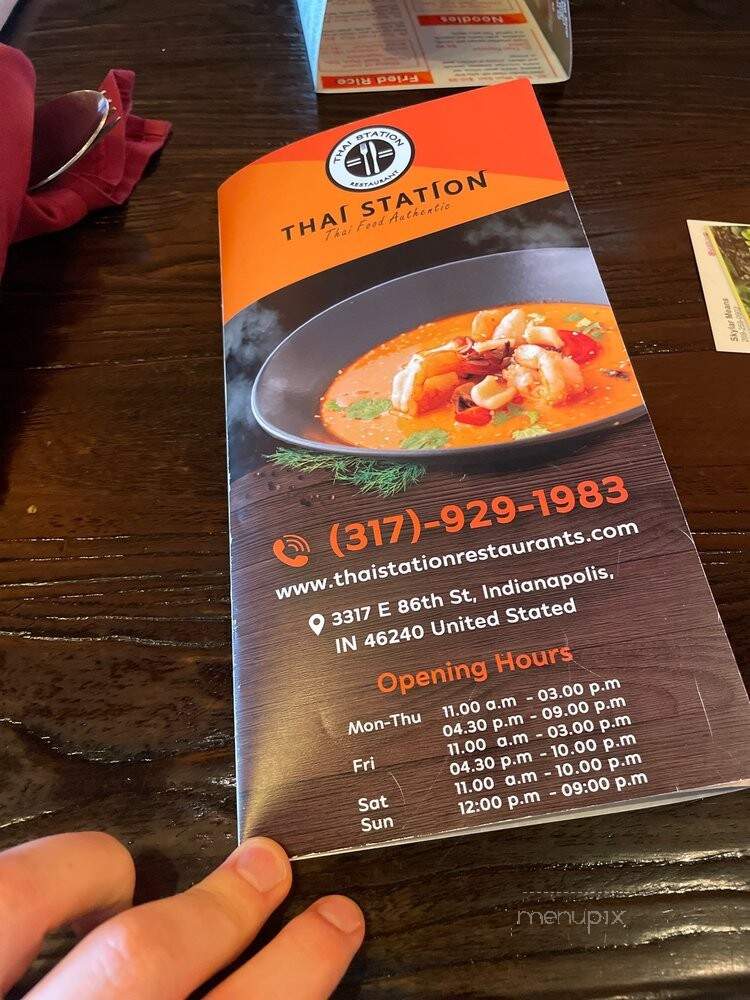 Noodles
Fried Rice
THAI STATION
RESTAURANT
THAI STATION
Thai Food Authentic
(317)-929-1983
www.thaistationrestaurants.com
3317 E 86th St, Indianapolis,
IN 46240 United Stated
Opening Hours
Mon-Thu 11.00 a.m - 03.00 p.m
04.30 p.m - 09.00 p.m
Fri 11.00 a.m - 03.00 p.m
04.30 p.m - 10.00 p.m
Sat 11.00 a.m - 10.00 p.m
Sun 12:00 p.m - 09:00 p.m
Skylar Means
menupix